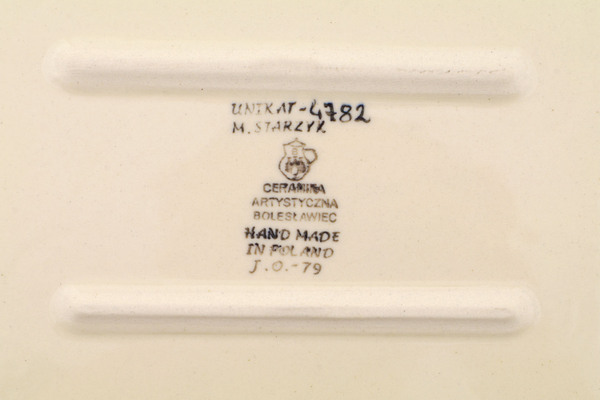 UNIKAT-4782
M. STARZYK
CERAMIKA
ARTYSTYCZNA
BOLESŁAWIEC
HAND MADE
IN POLAND
J.O.-79